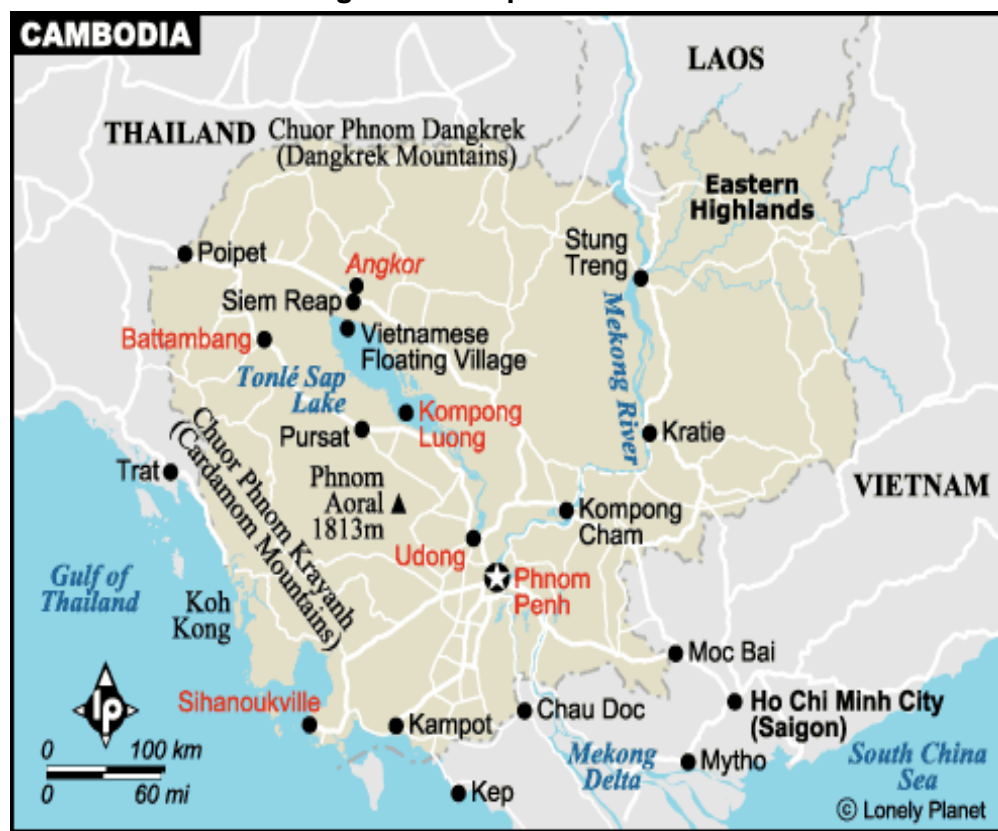 CAMBODIA
LAOS
THAILAND
Chuor Phnom Dangkrek
(Dangkrek Mountains)
Eastern
Highlands
Stung
Treng
Poipet
Angkor
Siem Reap
Mekong River
Battambang
Vietnamese
Floating Village
Tonlé Sap
Lake
Kompong
Luong
Pursat
Kratie
Chuor Phnom Krayanh
(Cardamom Mountains)
Trat
Phnom
Aoral
1813m
VIETNAM
Kompong
Cham
Udong
Gulf of
Thailand
Phnom
Penh
Koh
Kong
Moc Bai
Sihanoukville
Kampot
Chau Doc
Ho Chi Minh City
(Saigon)
lp
0 100 km
0 60 mi
Mekong
Delta
Mytho
South China
Sea
Kep
© Lonely Planet